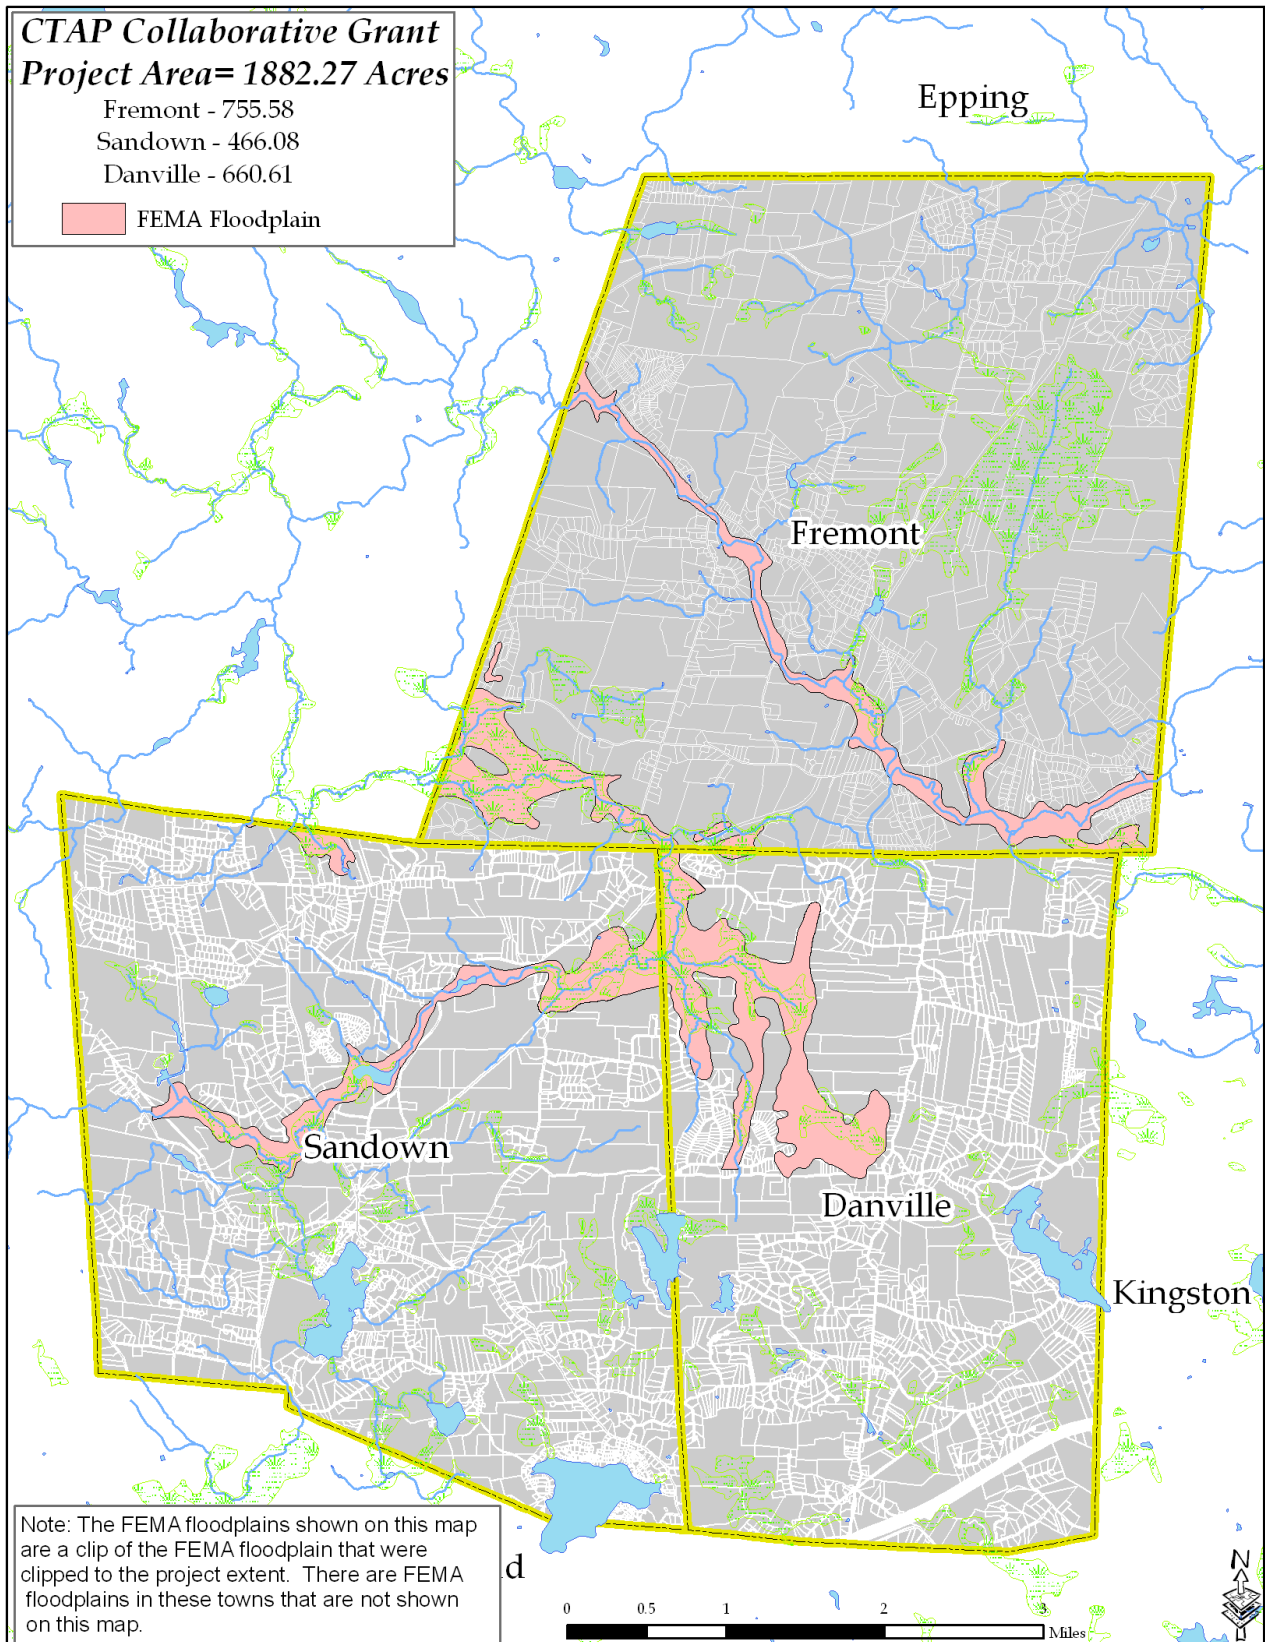 CTAP Collaborative Grant
Project Area= 1882.27 Acres
Fremont - 755.58
Sandown - 466.08
Danville - 660.61
FEMA Floodplain
Epping
Fremont
Sandown
Danville
Kingston
Note: The FEMA floodplains shown on this map
are a clip of the FEMA floodplain that were
clipped to the project extent. There are FEMA
floodplains in these towns that are not shown
on this map.
d
N
0 0.5 1 2 3
Miles